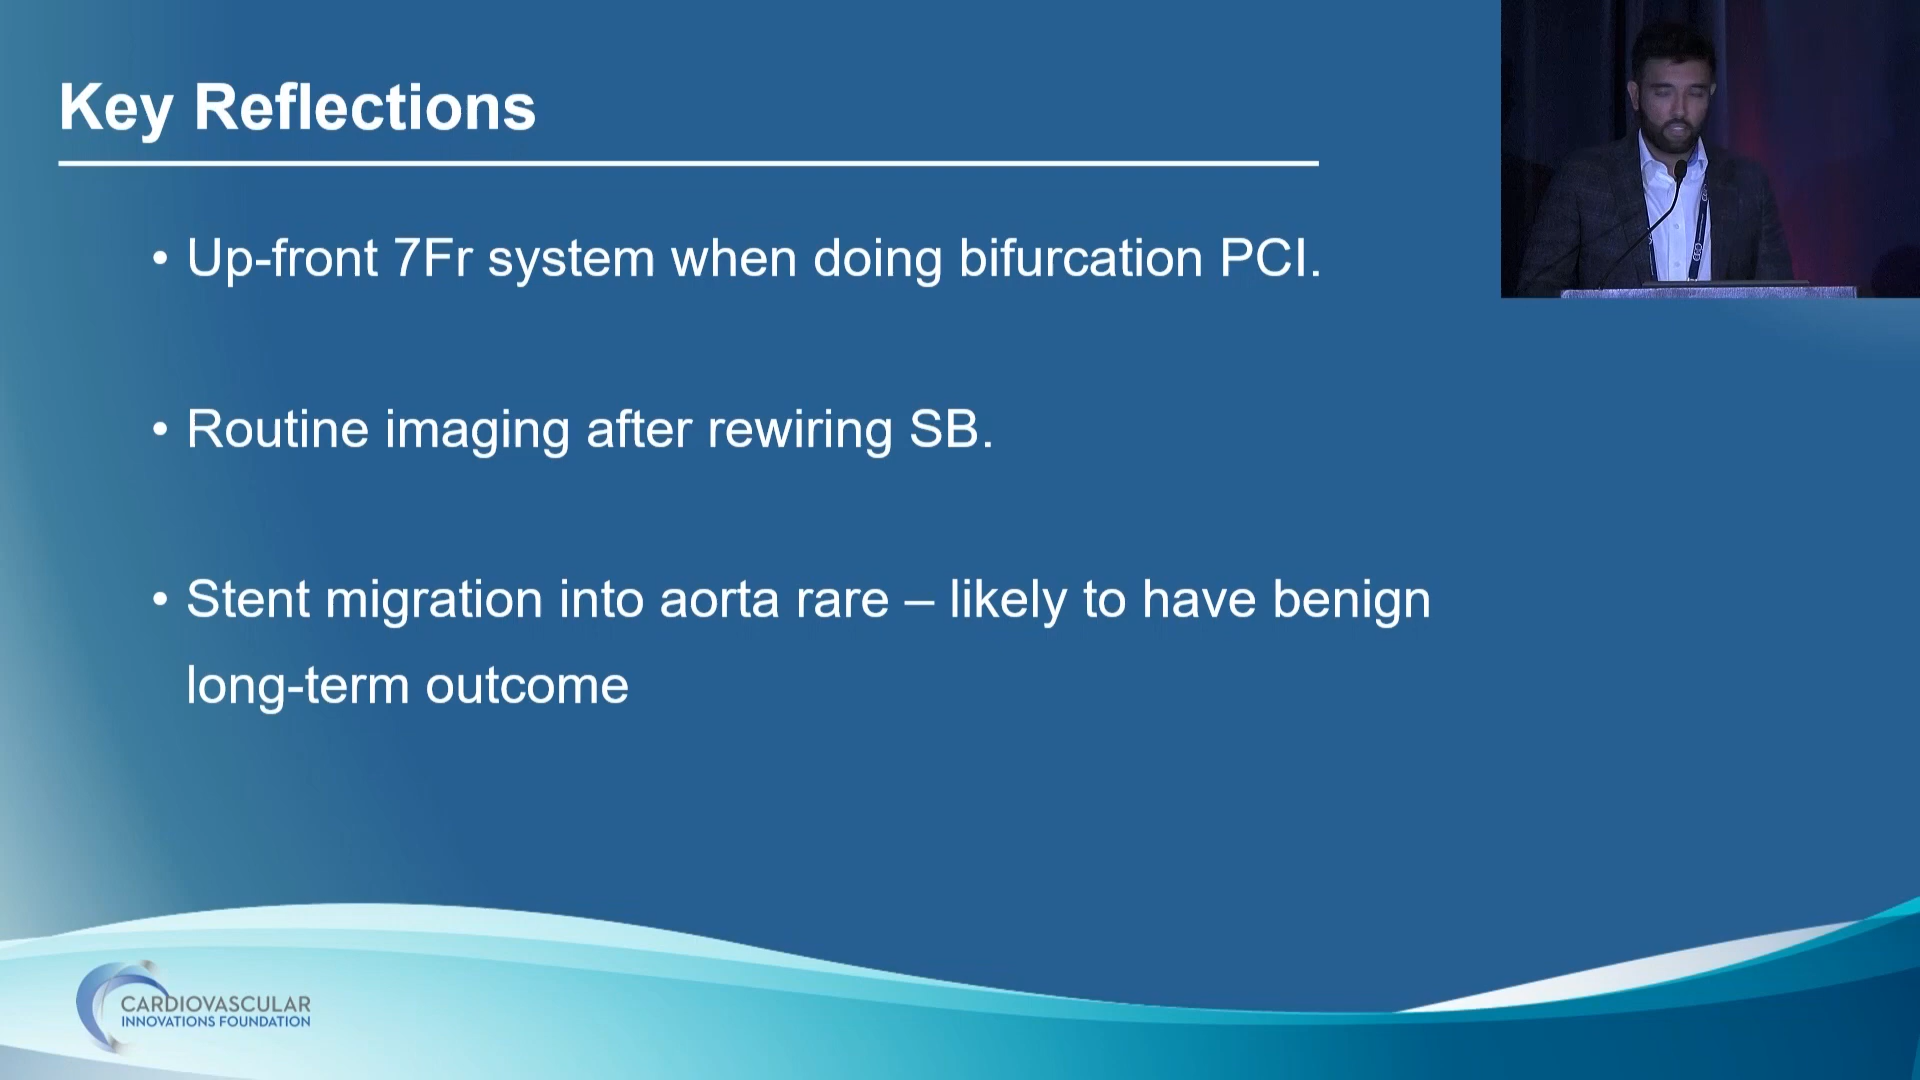 Key Reflections
• Up-front 7Fr system when doing bifurcation PCI.
• Routine imaging after rewiring SB.
• Stent migration into aorta rare – likely to have benign
long-term outcome
CARDIOVASCULAR
INNOVATIONS FOUNDATION